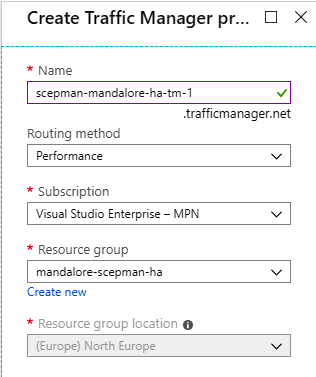 Create Traffic Manager pr...
* Name
scepman-mandalore-ha-tm-1
.trafficmanager.net
Routing method
Performance
* Subscription
Visual Studio Enterprise – MPN
* Resource group
mandalore-scepman-ha
Create new
* Resource group location
(Europe) North Europe